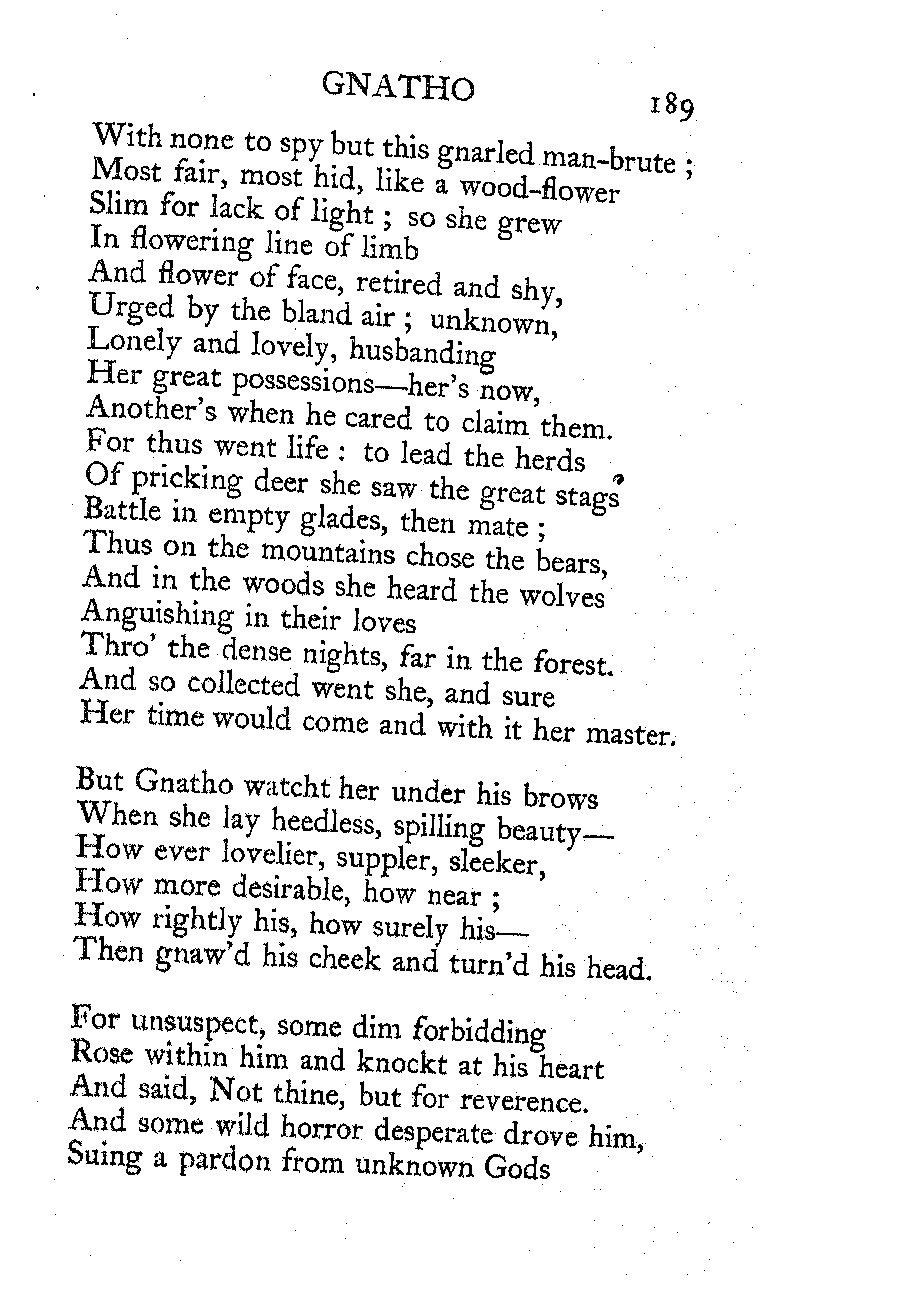 GNATHO
189
With none to spy but this gnarled man-brute ;
Most fair, most hid, like a wood-flower
Slim for lack of light ; so she grew
In flowering line of limb
And flower of face, retired and shy,
Urged by the bland air ; unknown,
Lonely and lovely, husbanding
Her great possessions—her's now,
Another's when he cared to claim them.
For thus went life : to lead the herds
Of pricking deer she saw the great stags
Battle in empty glades, then mate ;
Thus on the mountains chose the bears,
And in the woods she heard the wolves
Anguishing in their loves
Thro' the dense nights, far in the forest.
And so collected went she, and sure
Her time would come and with it her master.
But Gnatho watcht her under his brows
When she lay heedless, spilling beauty—
How ever lovelier, suppler, sleeker,
How more desirable, how near ;
How rightly his, how surely his—
Then gnaw'd his cheek and turn'd his head.
For unsuspect, some dim forbidding
Rose within him and knockt at his heart
And said, Not thine, but for reverence.
And some wild horror desperate drove him,
Suing a pardon from unknown Gods